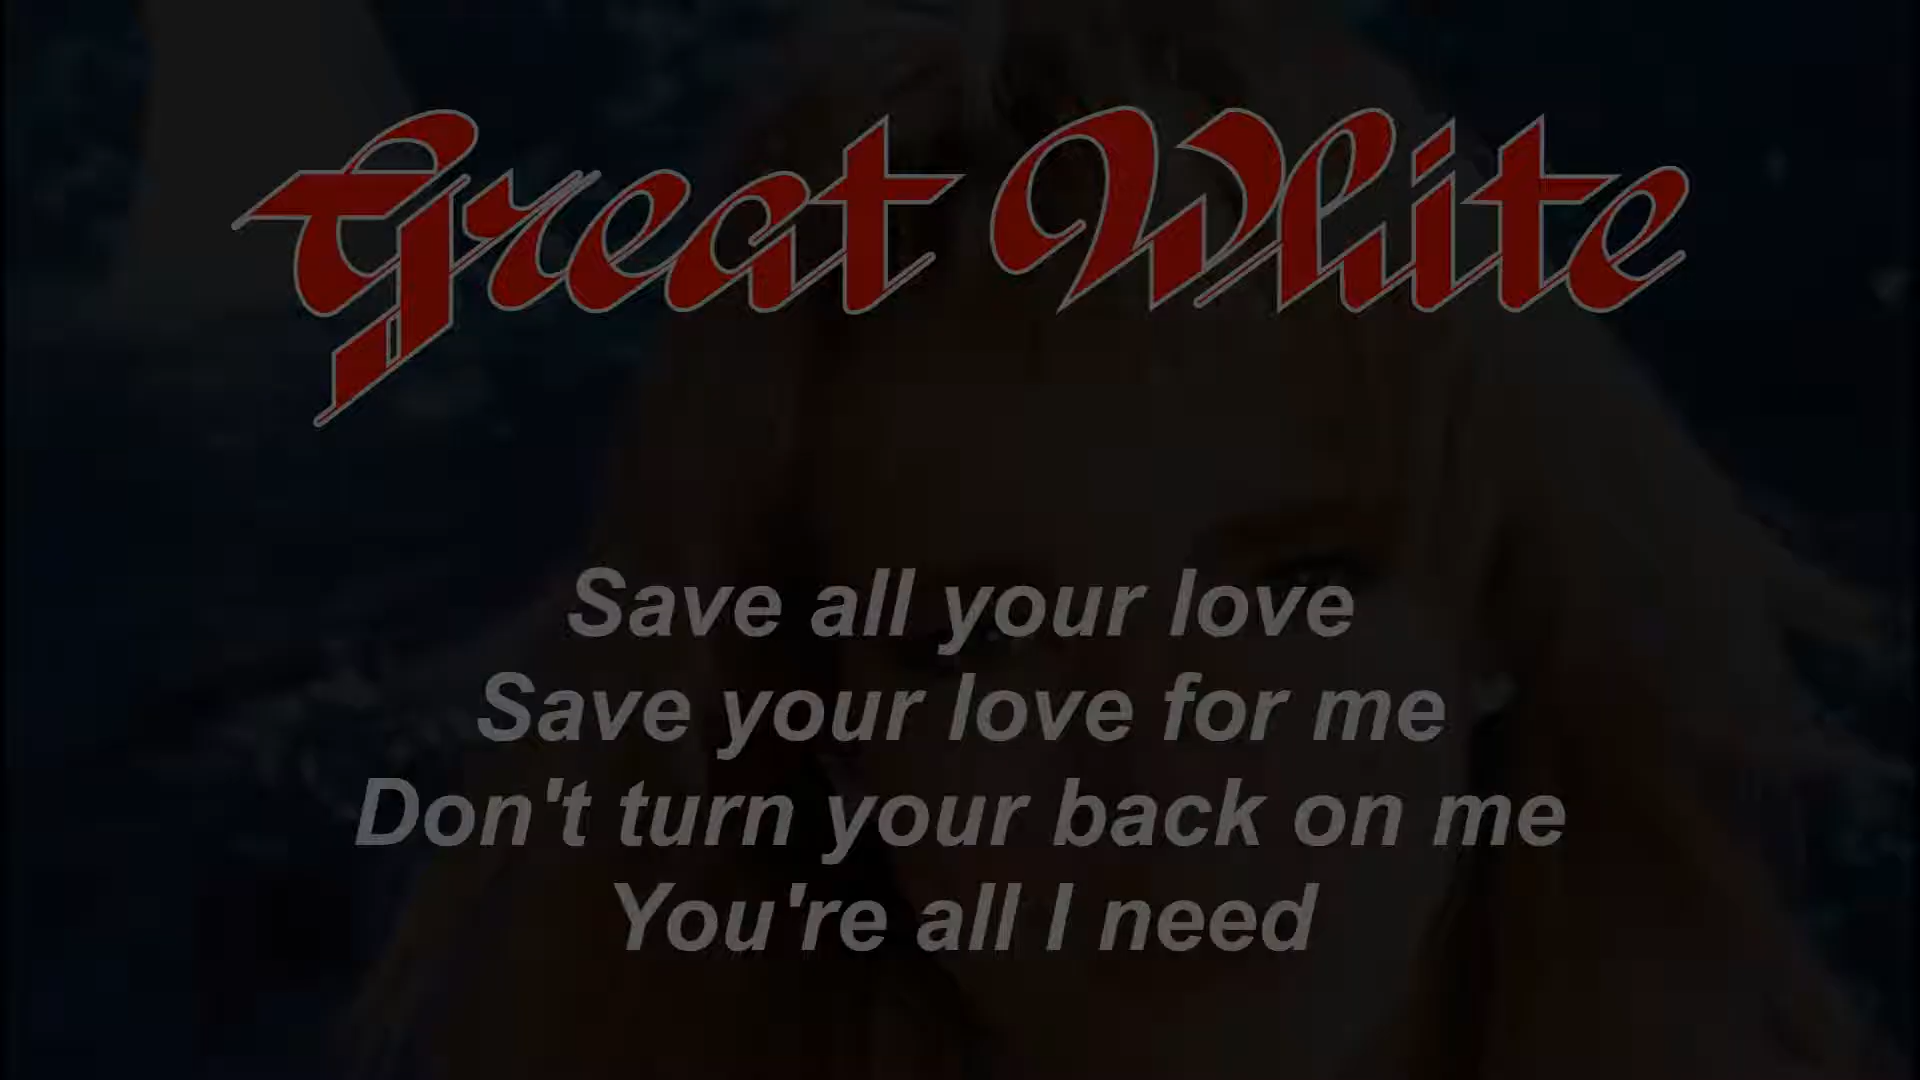 Great White
Save all your love
Save your love for me
Don't turn your back on me
You're all I need